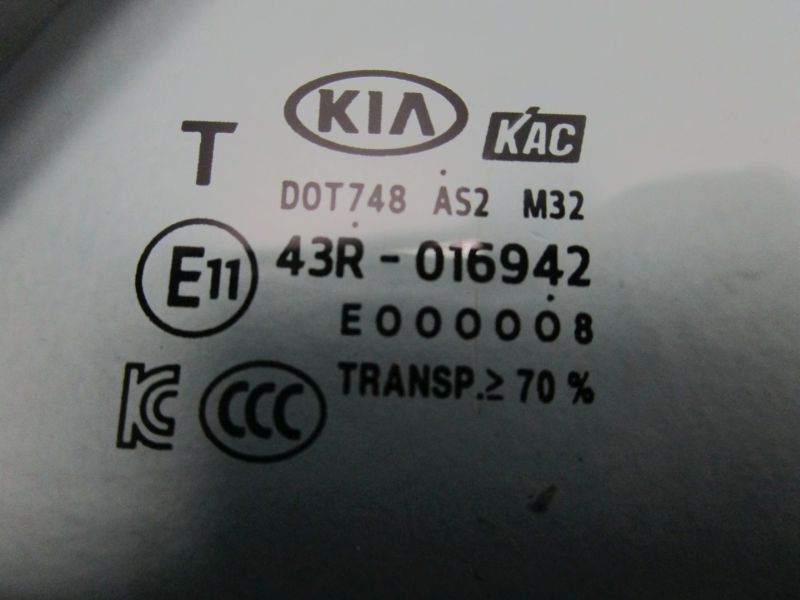 KIA
T KAC
DOT748 AS2 M32
E11 43R - 016942
E000008
KC CCC TRANSP.≥ 70 %